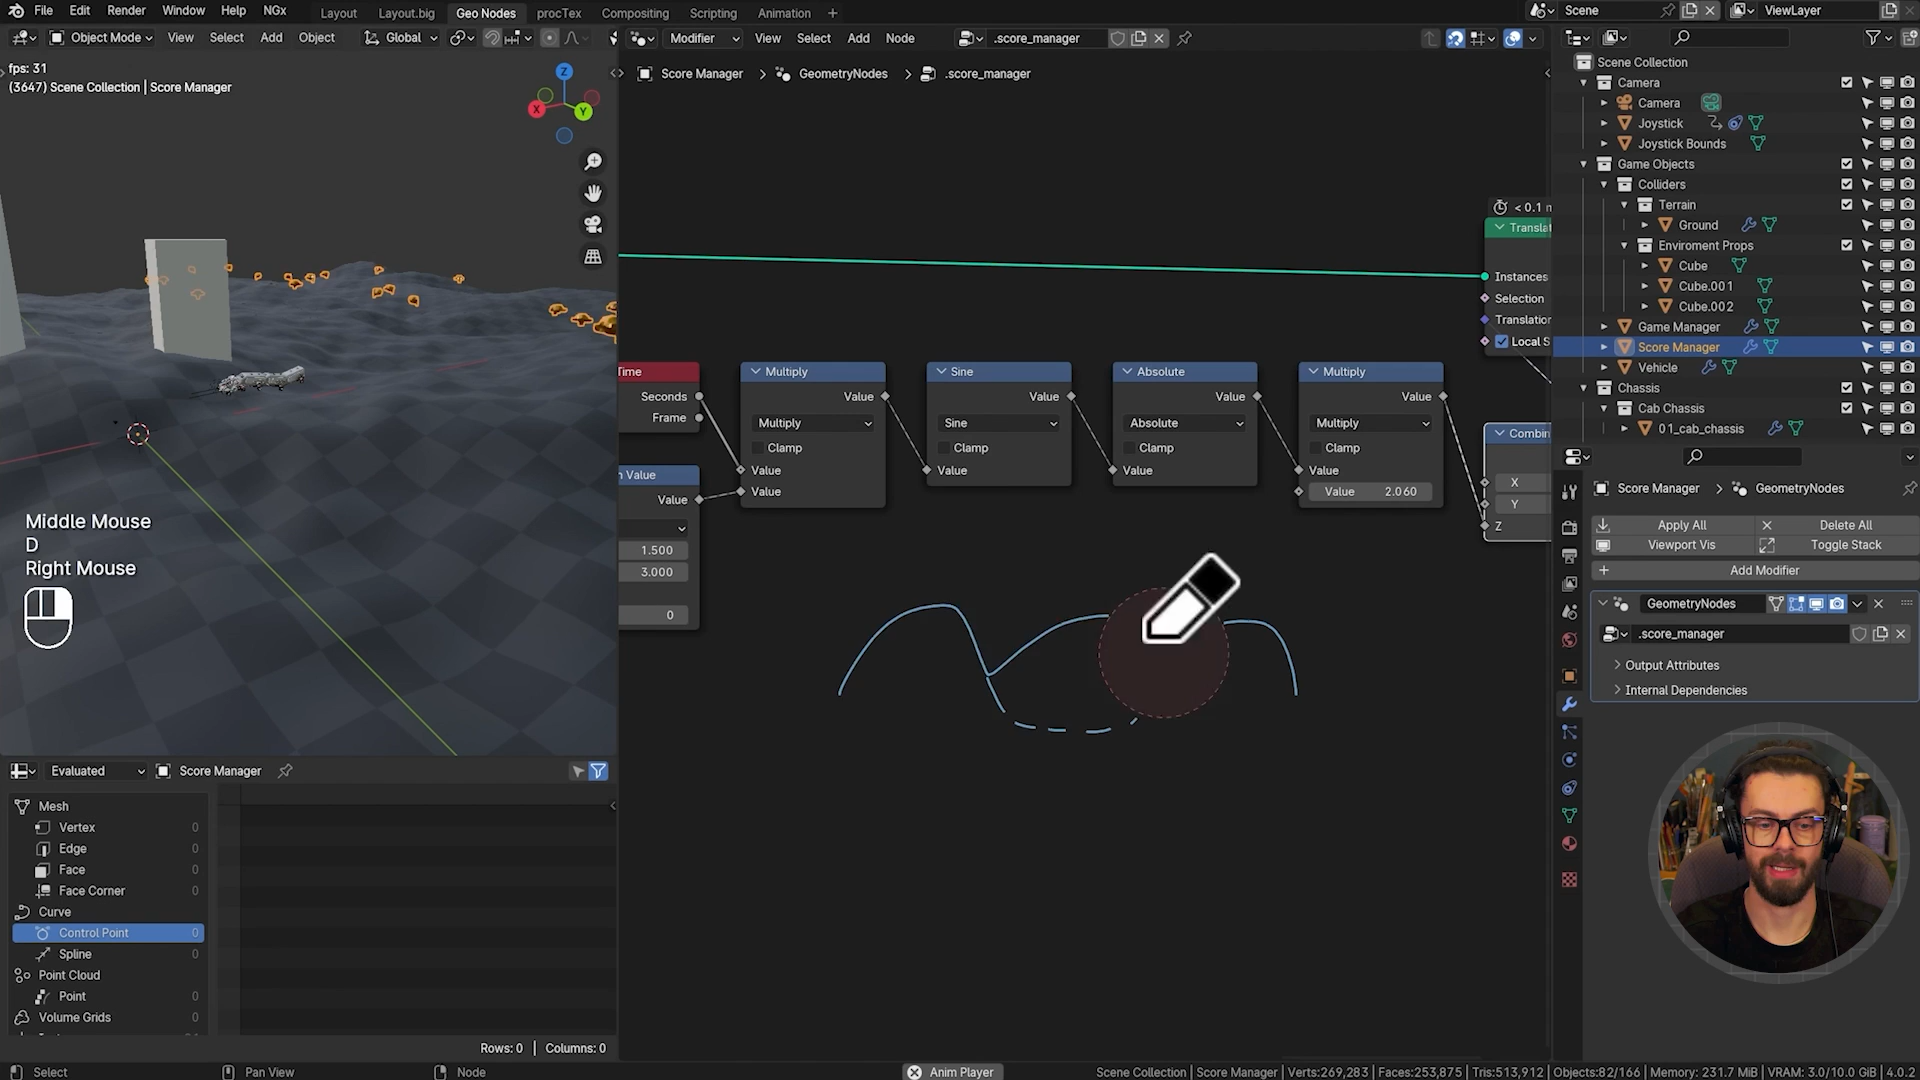 File Edit Render Window Help NGx Layout Layout.big Geo Nodes procTex Compositing Scripting Animation + Scene ViewLayer
Object Mode View Select Add Object Global Modifier View Select Add Node .score_manager
fps: 31
(3647) Scene Collection | Score Manager
Z
X
Y
Middle Mouse
D
Right Mouse
Score Manager > GeometryNodes > .score_manager
< 0.1 m
Translat
Instances
Selection
Translation
Local S
Time
Seconds
Frame
n Value
Value
1.500
3.000
0
Multiply
Value
Multiply
Clamp
Value
Value
Sine
Value
Sine
Clamp
Value
Absolute
Value
Absolute
Clamp
Value
Multiply
Value
Multiply
Clamp
Value
Value 2.060
Combin
X
Y
Z
Scene Collection
Camera
Camera
Joystick
Joystick Bounds
Game Objects
Colliders
Terrain
Ground
Enviroment Props
Cube
Cube.001
Cube.002
Game Manager
Score Manager
Vehicle
Chassis
Cab Chassis
01_cab_chassis
Score Manager > GeometryNodes
Apply All Delete All
Viewport Vis Toggle Stack
Add Modifier
GeometryNodes
.score_manager
Output Attributes
Internal Dependencies
Evaluated Score Manager
Mesh
Vertex 0
Edge 0
Face 0
Face Corner 0
Curve
Control Point 0
Spline 0
Point Cloud
Point 0
Volume Grids 0
Rows: 0 | Columns: 0
Select Pan View Node Anim Player Scene Collection | Score Manager | Verts:269,283 | Faces:253,875 | Tris:513,912 | Objects:82/166 | Memory: 231.7 MiB | VRAM: 3.0/10.0 GiB | 4.0.2